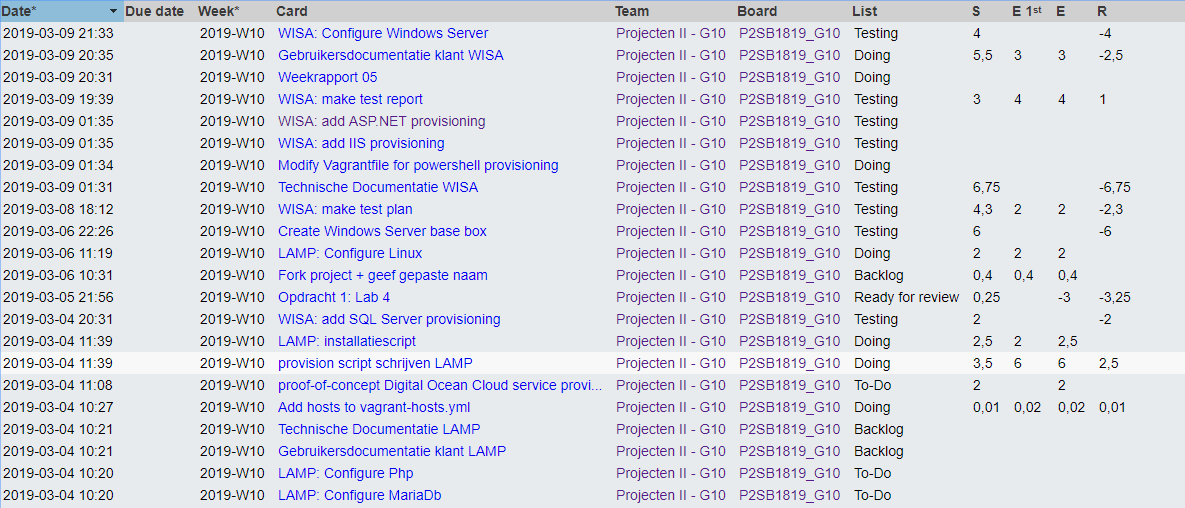 Date* Due date Week* Card Team Board List S E 1st E R
2019-03-09 21:33 2019-W10 WISA: Configure Windows Server Projecten II - G10 P2SB1819_G10 Testing 4 -4
2019-03-09 20:35 2019-W10 Gebruikersdocumentatie klant WISA Projecten II - G10 P2SB1819_G10 Doing 5,5 3 3 -2,5
2019-03-09 20:31 2019-W10 Weekrapport 05 Projecten II - G10 P2SB1819_G10 Doing
2019-03-09 19:39 2019-W10 WISA: make test report Projecten II - G10 P2SB1819_G10 Testing 3 4 4 1
2019-03-09 01:35 2019-W10 WISA: add ASP.NET provisioning Projecten II - G10 P2SB1819_G10 Testing
2019-03-09 01:35 2019-W10 WISA: add IIS provisioning Projecten II - G10 P2SB1819_G10 Testing
2019-03-09 01:34 2019-W10 Modify Vagrantfile for powershell provisioning Projecten II - G10 P2SB1819_G10 Doing
2019-03-09 01:31 2019-W10 Technische Documentatie WISA Projecten II - G10 P2SB1819_G10 Testing 6,75 -6,75
2019-03-08 18:12 2019-W10 WISA: make test plan Projecten II - G10 P2SB1819_G10 Testing 4,3 2 2 -2,3
2019-03-06 22:26 2019-W10 Create Windows Server base box Projecten II - G10 P2SB1819_G10 Testing 6 -6
2019-03-06 11:19 2019-W10 LAMP: Configure Linux Projecten II - G10 P2SB1819_G10 Doing 2 2 2
2019-03-06 10:31 2019-W10 Fork project + geef gepaste naam Projecten II - G10 P2SB1819_G10 Backlog 0,4 0,4 0,4
2019-03-05 21:56 2019-W10 Opdracht 1: Lab 4 Projecten II - G10 P2SB1819_G10 Ready for review 0,25 -3 -3,25
2019-03-04 20:31 2019-W10 WISA: add SQL Server provisioning Projecten II - G10 P2SB1819_G10 Testing 2 -2
2019-03-04 11:39 2019-W10 LAMP: installatiescript Projecten II - G10 P2SB1819_G10 Doing 2,5 2 2,5
2019-03-04 11:39 2019-W10 provision script schrijven LAMP Projecten II - G10 P2SB1819_G10 Doing 3,5 6 6 2,5
2019-03-04 11:08 2019-W10 proof-of-concept Digital Ocean Cloud service provi... Projecten II - G10 P2SB1819_G10 To-Do 2 2
2019-03-04 10:27 2019-W10 Add hosts to vagrant-hosts.yml Projecten II - G10 P2SB1819_G10 Doing 0,01 0,02 0,02 0,01
2019-03-04 10:21 2019-W10 Technische Documentatie LAMP Projecten II - G10 P2SB1819_G10 Backlog
2019-03-04 10:21 2019-W10 Gebruikersdocumentatie klant LAMP Projecten II - G10 P2SB1819_G10 Backlog
2019-03-04 10:20 2019-W10 LAMP: Configure Php Projecten II - G10 P2SB1819_G10 To-Do
2019-03-04 10:20 2019-W10 LAMP: Configure MariaDb Projecten II - G10 P2SB1819_G10 To-Do